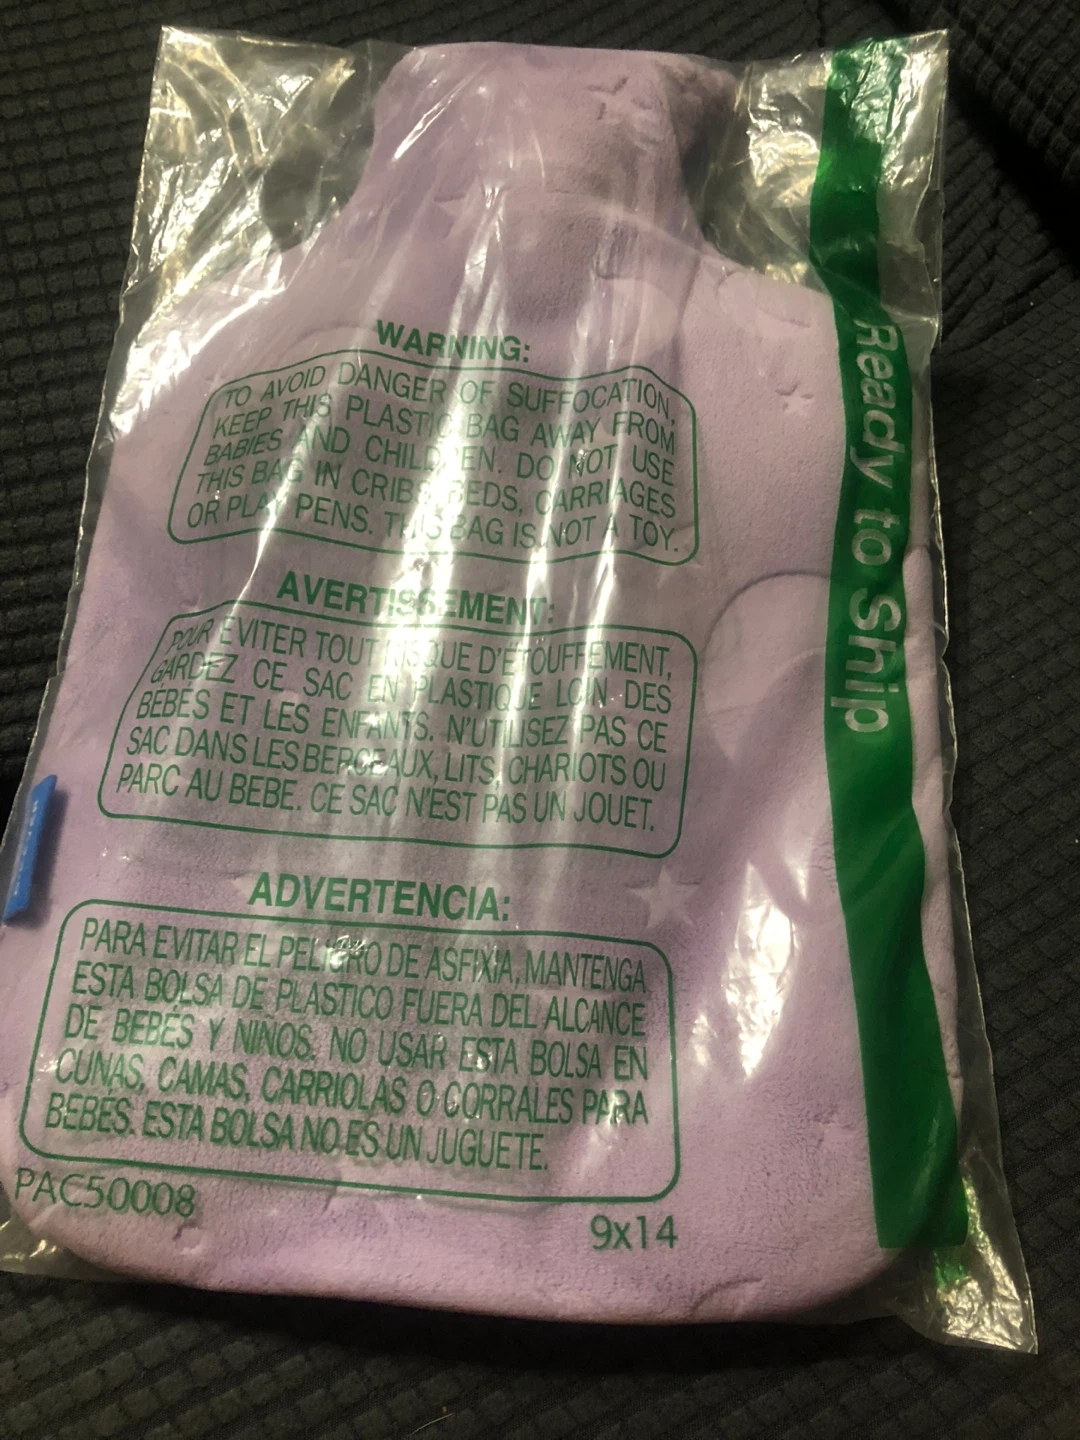 WARNING:
TO AVOID DANGER OF SUFFOCATION,
KEEP THIS PLASTIC BAG AWAY FROM
BABIES AND CHILDREN. DO NOT USE
THIS BAG IN CRIBS, BEDS, CARRIAGES
OR PLAY PENS. THIS BAG IS NOT A TOY.
AVERTISSEMENT:
POUR EVITER TOUT RISQUE D'ETOUFFEMENT,
GARDEZ CE SAC EN PLASTIQUE LOIN DES
BÉBÉS ET LES ENFANTS. N'UTILISEZ PAS CE
SAC DANS LES BERCEAUX, LITS, CHARIOTS OU
PARC AU BEBE. CE SAC N'EST PAS UN JOUET.
ADVERTENCIA:
PARA EVITAR EL PELIGRO DE ASFIXIA, MANTENGA
ESTA BOLSA DE PLASTICO FUERA DEL ALCANCE
DE BEBÉS Y NIÑOS. NO USAR ESTA BOLSA EN
CUNAS, CAMAS, CARRIOLAS O CORRALES PARA
BEBÉS. ESTA BOLSA NO ES UN JUGUETE.
PAC50008
9x14
Ready to Ship